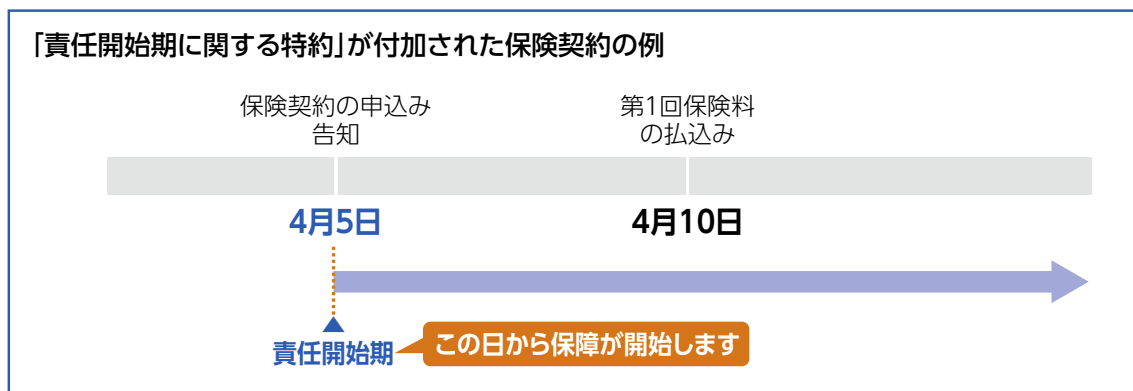 「責任開始期に関する特約」が付加された保険契約の例
保険契約の申込み
告知
第1回保険料
の払込み
4月5日
4月10日
責任開始期
この日から保障が開始します